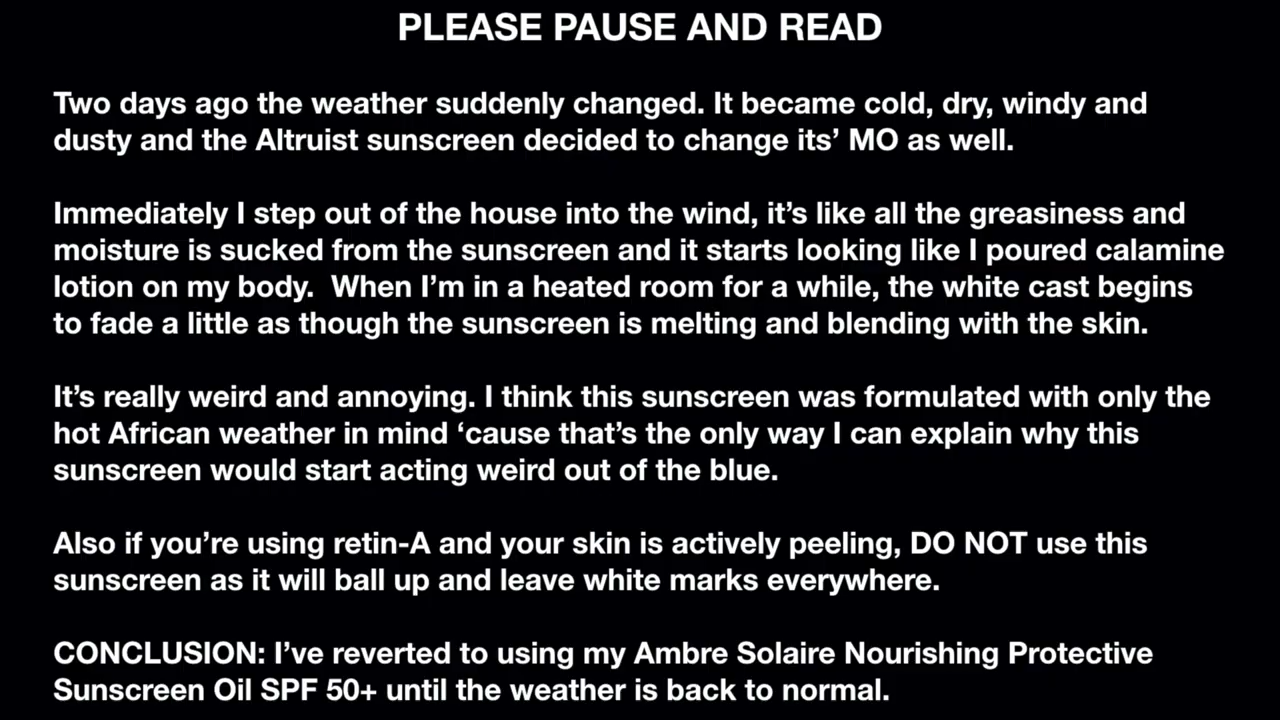 PLEASE PAUSE AND READ
Two days ago the weather suddenly changed. It became cold, dry, windy and
dusty and the Altruist sunscreen decided to change its’ MO as well.
Immediately I step out of the house into the wind, it’s like all the greasiness and
moisture is sucked from the sunscreen and it starts looking like I poured calamine
lotion on my body.  When I’m in a heated room for a while, the white cast begins
to fade a little as though the sunscreen is melting and blending with the skin.
It’s really weird and annoying. I think this sunscreen was formulated with only the
hot African weather in mind ‘cause that’s the only way I can explain why this
sunscreen would start acting weird out of the blue.
Also if you’re using retin-A and your skin is actively peeling, DO NOT use this
sunscreen as it will ball up and leave white marks everywhere.
CONCLUSION: I’ve reverted to using my Ambre Solaire Nourishing Protective
Sunscreen Oil SPF 50+ until the weather is back to normal.